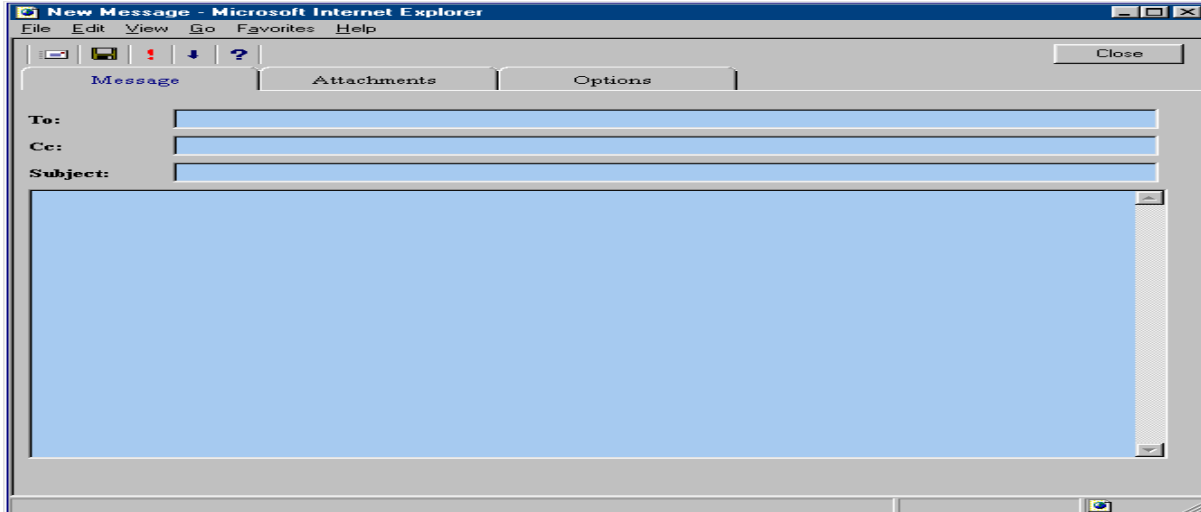 New Message - Microsoft Internet Explorer
File Edit View Go Favorites Help
! ?
Close
Message Attachments Options
To:
Cc:
Subject: